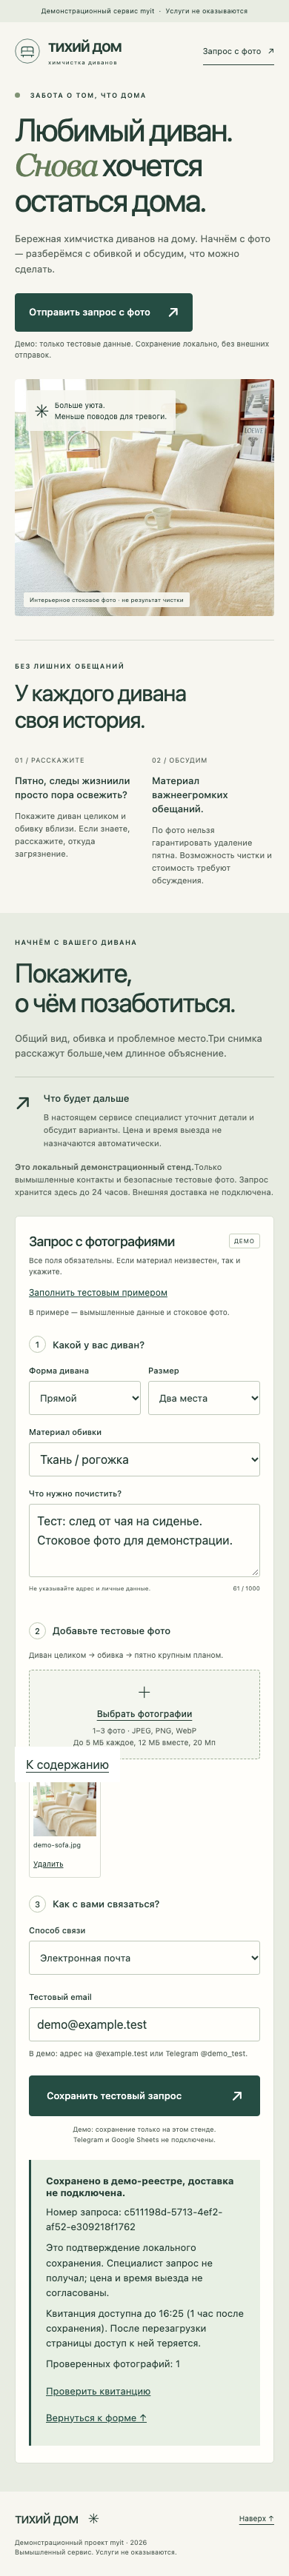 Демонстрационный сервис myit · Услуги не оказываются
ТИХИЙ ДОМ
химчистка диванов
Запрос с фото ↗
ЗАБОТА О ТОМ, ЧТО ДОМА
Любимый диван.
Снова хочется
остаться дома.
Бережная химчистка диванов на дому. Начнём с фото
— разберёмся с обивкой и обсудим, что можно
сделать.
Отправить запрос с фото ↗
Демо: только тестовые данные. Сохранение локально, без внешних
отправок.
Больше уюта.
Меньше поводов для тревоги.
LOEWE
Интерьерное стоковое фото · не результат чистки
БЕЗ ЛИШНИХ ОБЕЩАНИЙ
У каждого дивана
своя история.
01 / РАССКАЖИТЕ
Пятно, следы жизниили
просто пора освежить?
Покажите диван целиком и
обивку вблизи. Если знаете,
расскажите, откуда
загрязнение.
02 / ОБСУДИМ
Материал
важнеегромких
обещаний.
По фото нельзя
гарантировать удаление
пятна. Возможность чистки и
стоимость требуют
обсуждения.
НАЧНЁМ С ВАШЕГО ДИВАНА
Покажите,
о чём позаботиться.
Общий вид, обивка и проблемное место.Три снимка
расскажут больше,чем длинное объяснение.
↗ Что будет дальше
В настоящем сервисе специалист уточнит детали и
обсудит варианты. Цена и время выезда не
назначаются автоматически.
Это локальный демонстрационный стенд.Только
вымышленные контакты и безопасные тестовые фото. Запрос
хранится здесь до 24 часов. Внешняя доставка не подключена.
Запрос с фотографиями
ДЕМО
Все поля обязательны. Если материал неизвестен, так и
укажите.
Заполнить тестовым примером
В примере — вымышленные данные и стоковое фото.
1 Какой у вас диван?
Форма дивана Размер
Прямой Два места
Материал обивки
Ткань / рогожка
Что нужно почистить?
Тест: след от чая на сиденье.
Стоковое фото для демонстрации.
Не указывайте адрес и личные данные. 61 / 1000
2 Добавьте тестовые фото
Диван целиком → обивка → пятно крупным планом.
+
Выбрать фотографии
1–3 фото · JPEG, PNG, WebP
До 5 МБ каждое, 12 МБ вместе, 20 Мп
К содержанию
demo-sofa.jpg
Удалить
3 Как с вами связаться?
Способ связи
Электронная почта
Тестовый email
demo@example.test
В демо: адрес на @example.test или Telegram @demo_test.
Сохранить тестовый запрос ↗
Демо: сохранение только на этом стенде.
Telegram и Google Sheets не подключены.
Сохранено в демо-реестре, доставка
не подключена.
Номер запроса: c511198d-5713-4ef2-
af52-e309218f1762
Это подтверждение локального
сохранения. Специалист запрос не
получал; цена и время выезда не
согласованы.
Квитанция доступна до 16:25 (1 час после
сохранения). После перезагрузки
страницы доступ к ней теряется.
Проверенных фотографий: 1
Проверить квитанцию
Вернуться к форме ↑
ТИХИЙ ДОМ
Наверх ↑
Демонстрационный проект myit · 2026
Вымышленный сервис. Услуги не оказываются.